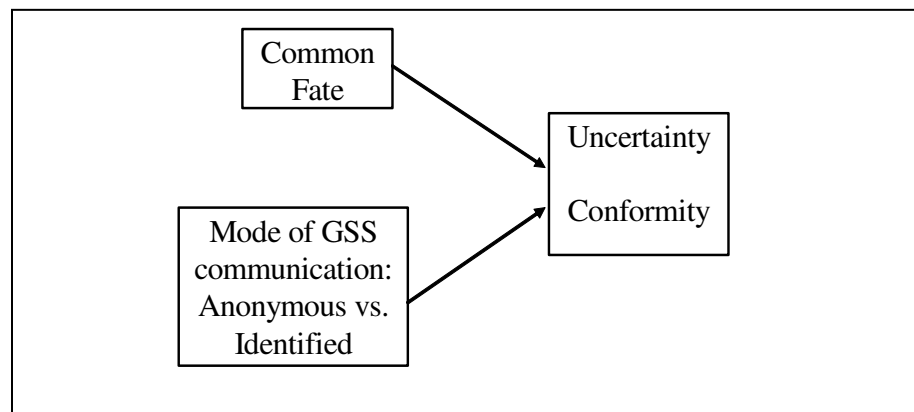 Common
Fate
Uncertainty
Conformity
Mode of GSS
communication:
Anonymous vs.
Identified